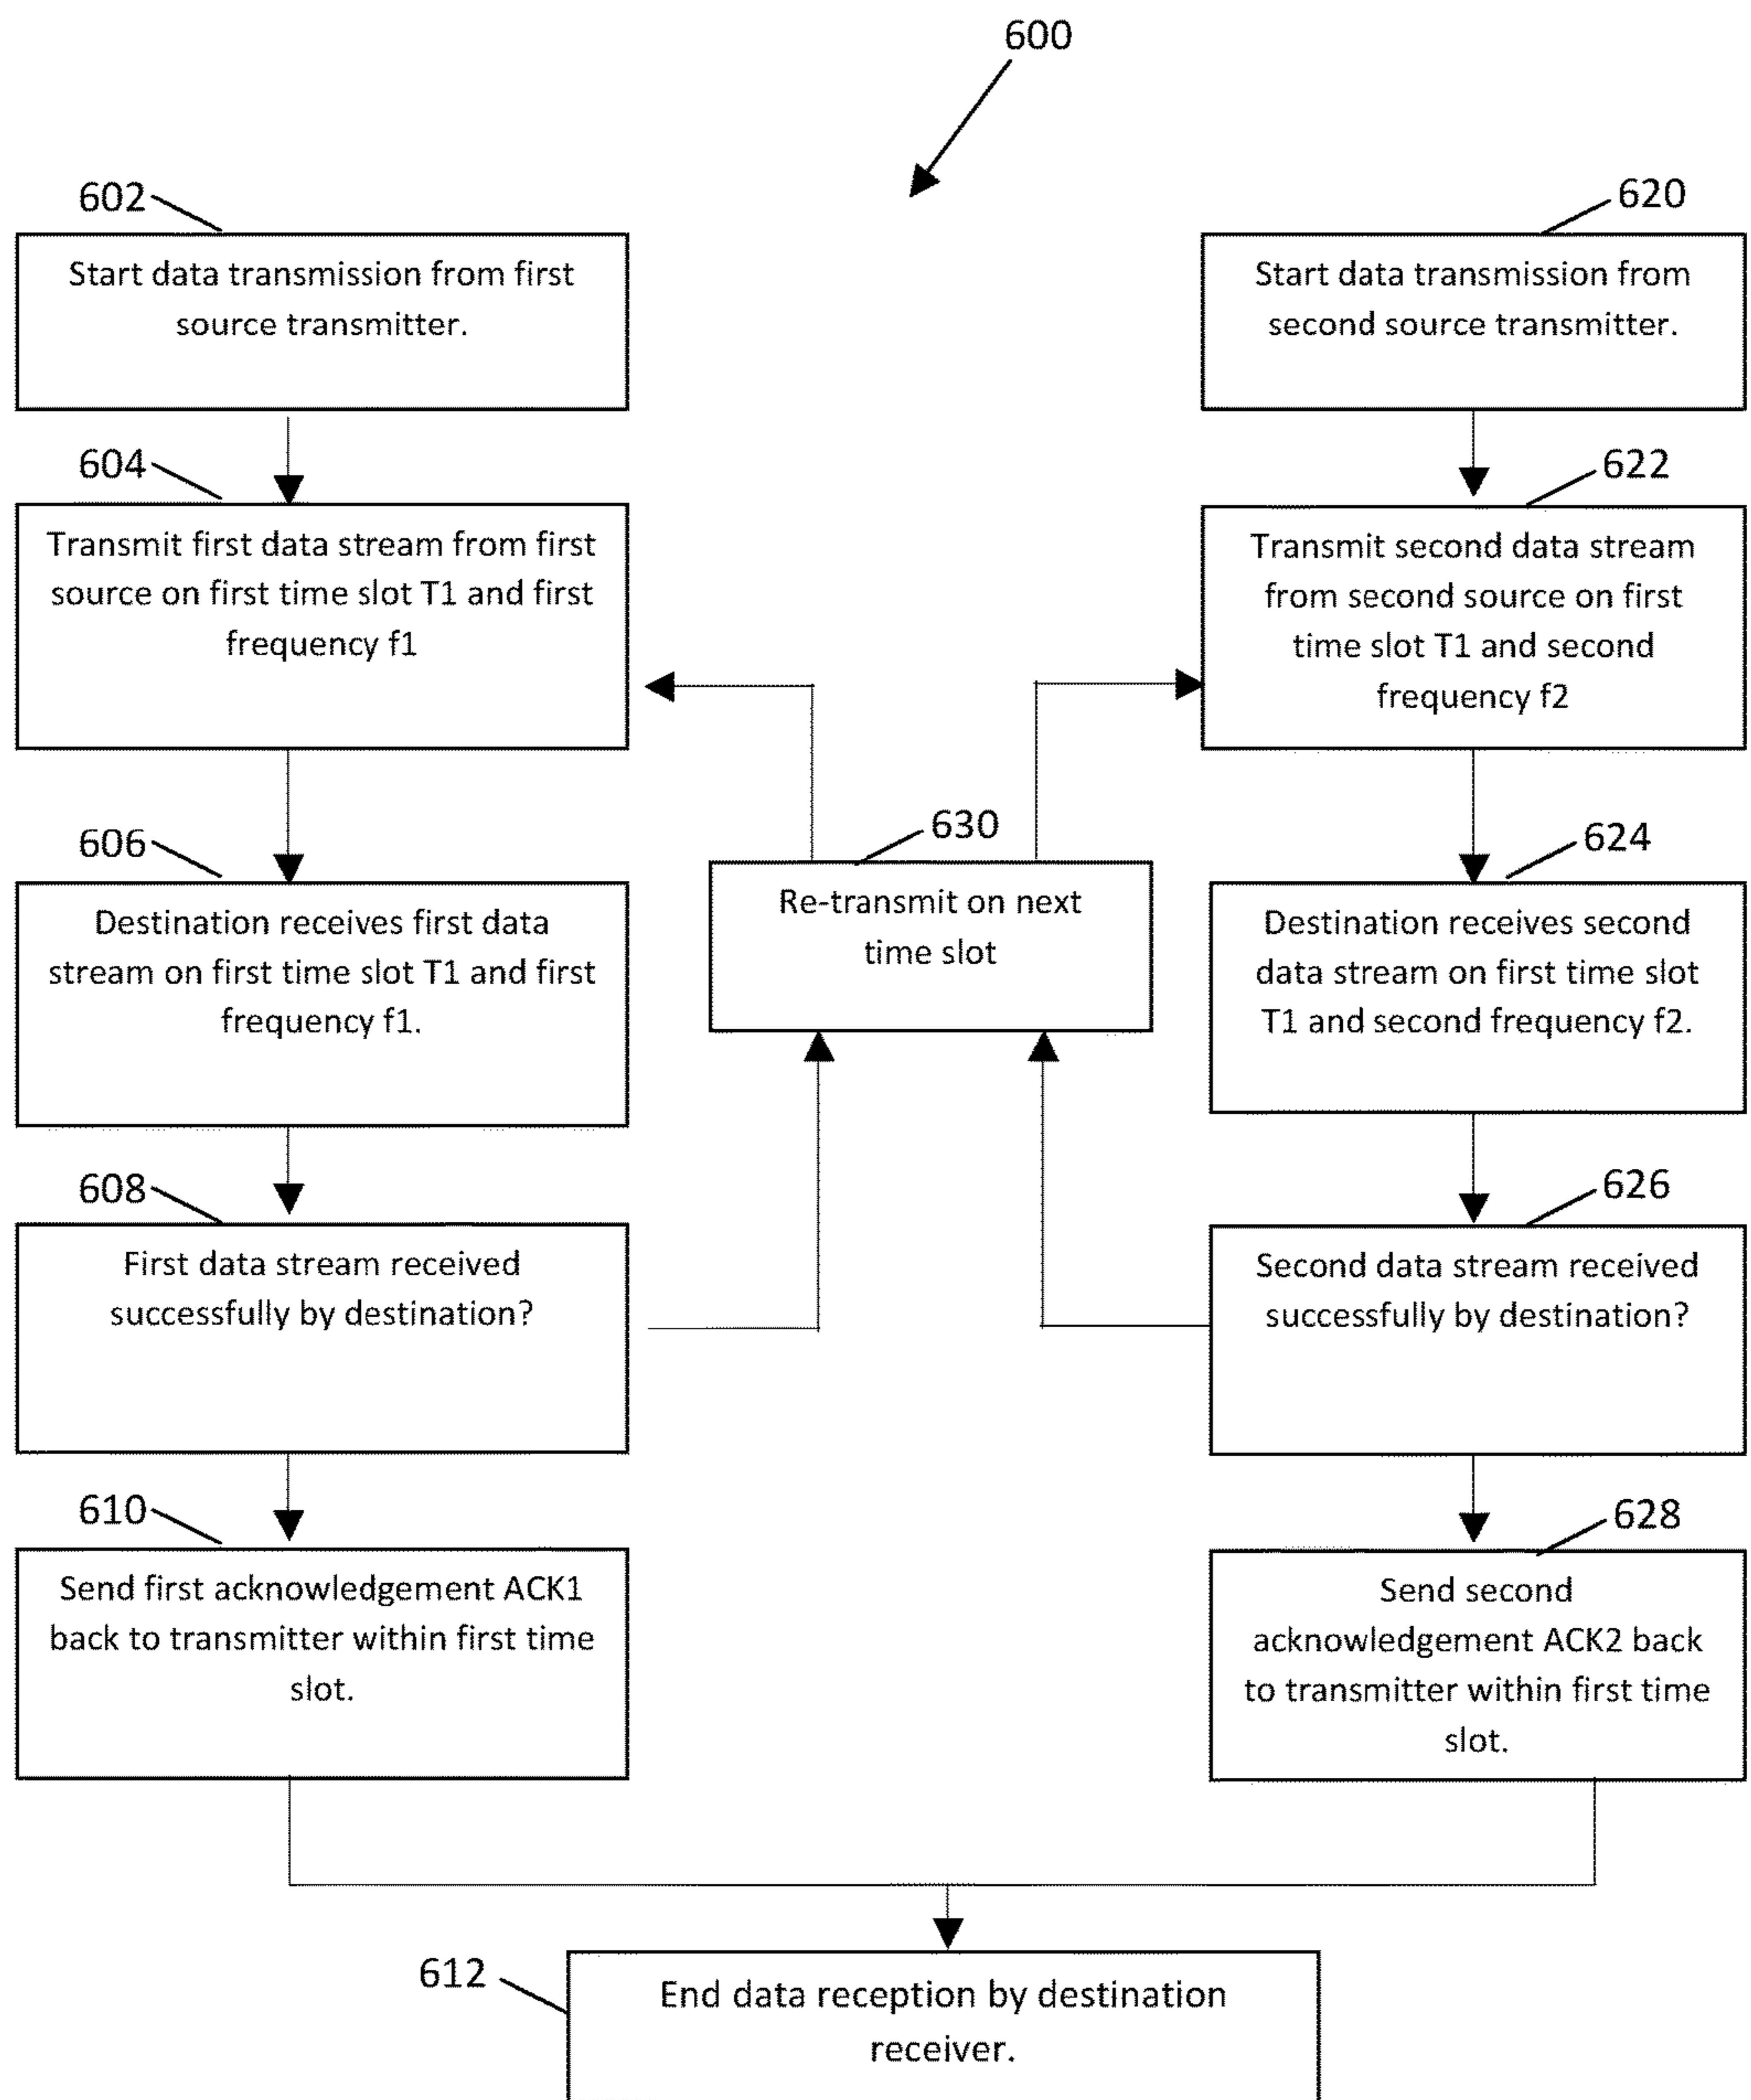 600
602
Start data transmission from first
source transmitter.
620
Start data transmission from
second source transmitter.
604
Transmit first data stream from first
source on first time slot T1 and first
frequency f1
622
Transmit second data stream
from second source on first
time slot T1 and second
frequency f2
606
Destination receives first data
stream on first time slot T1 and first
frequency f1.
630
Re-transmit on next
time slot
624
Destination receives second
data stream on first time slot
T1 and second frequency f2.
608
First data stream received
successfully by destination?
626
Second data stream received
successfully by destination?
610
Send first acknowledgement ACK1
back to transmitter within first time
slot.
628
Send second
acknowledgement ACK2 back
to transmitter within first time
slot.
612
End data reception by destination
receiver.